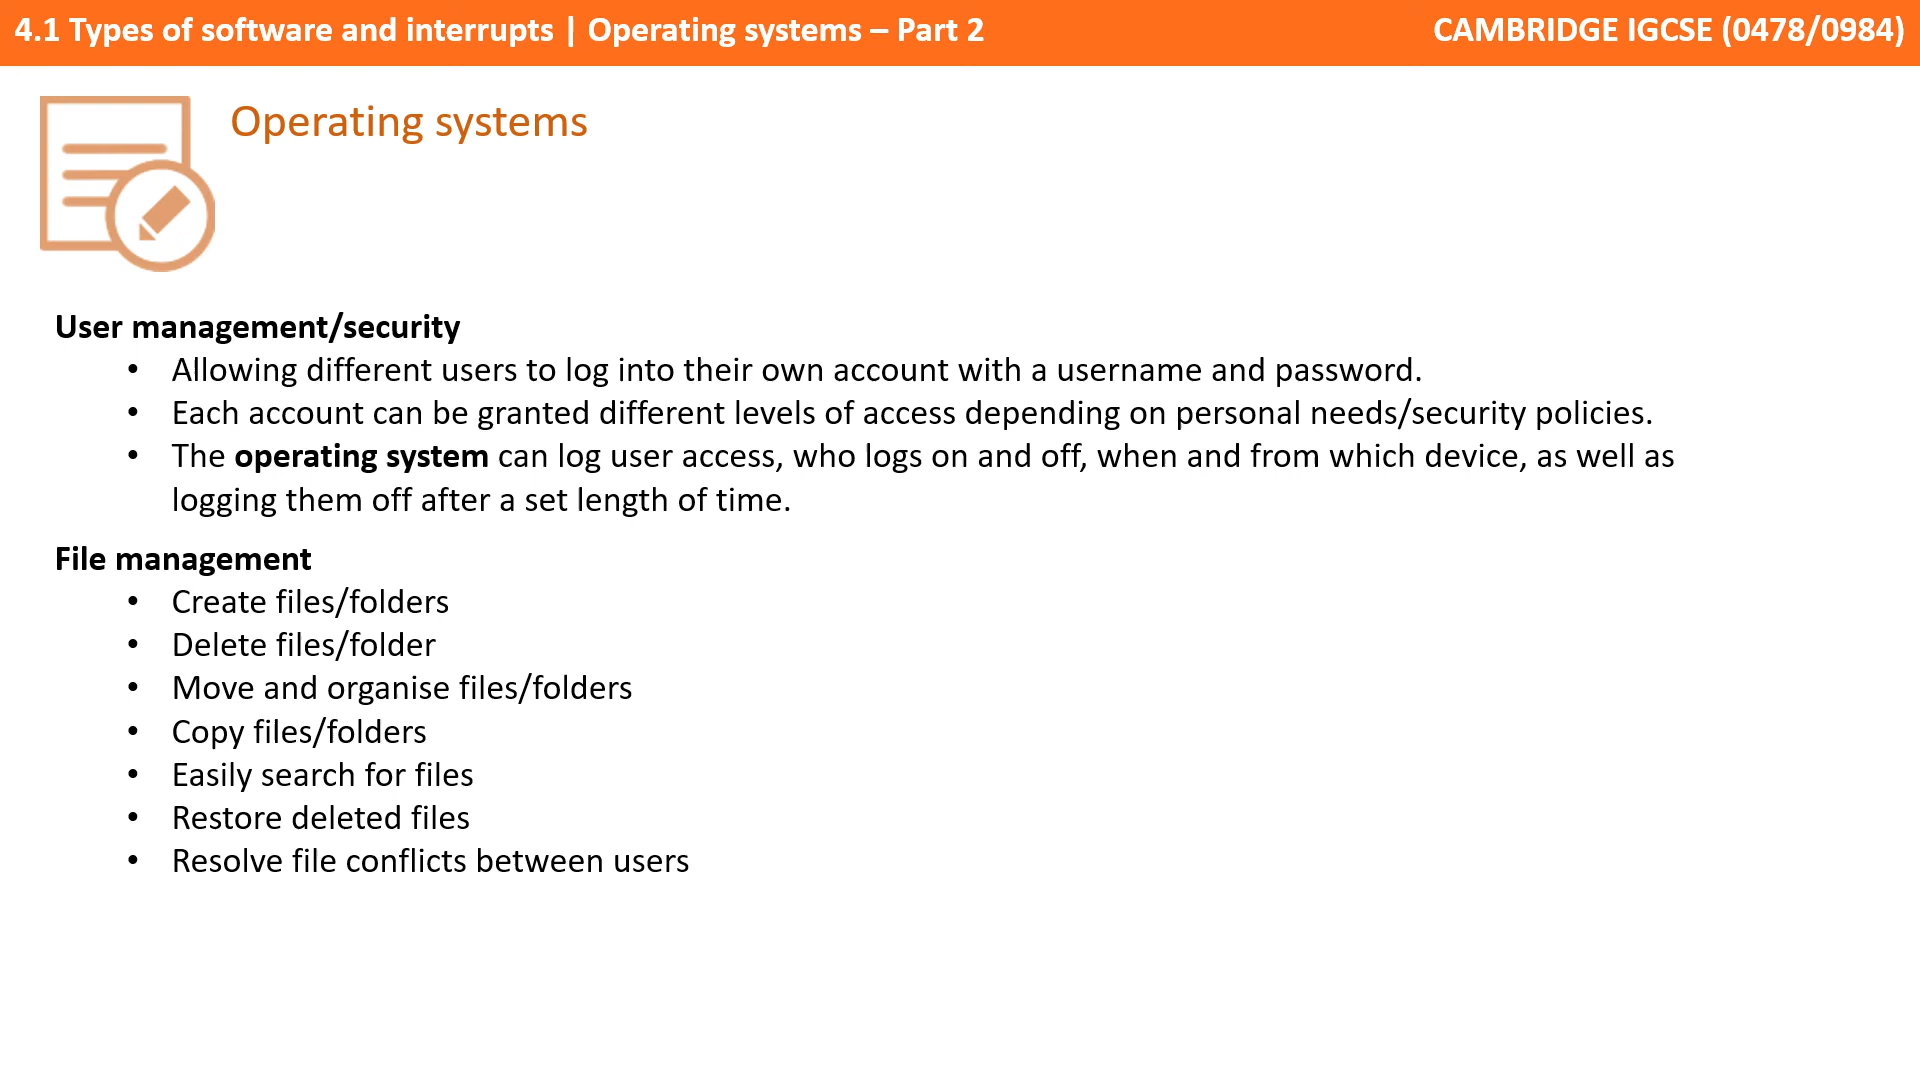 4.1 Types of software and interrupts | Operating systems – Part 2
CAMBRIDGE IGCSE (0478/0984)
Operating systems
User management/security
• Allowing different users to log into their own account with a username and password.
• Each account can be granted different levels of access depending on personal needs/security policies.
• The operating system can log user access, who logs on and off, when and from which device, as well as
logging them off after a set length of time.
File management
• Create files/folders
• Delete files/folder
• Move and organise files/folders
• Copy files/folders
• Easily search for files
• Restore deleted files
• Resolve file conflicts between users